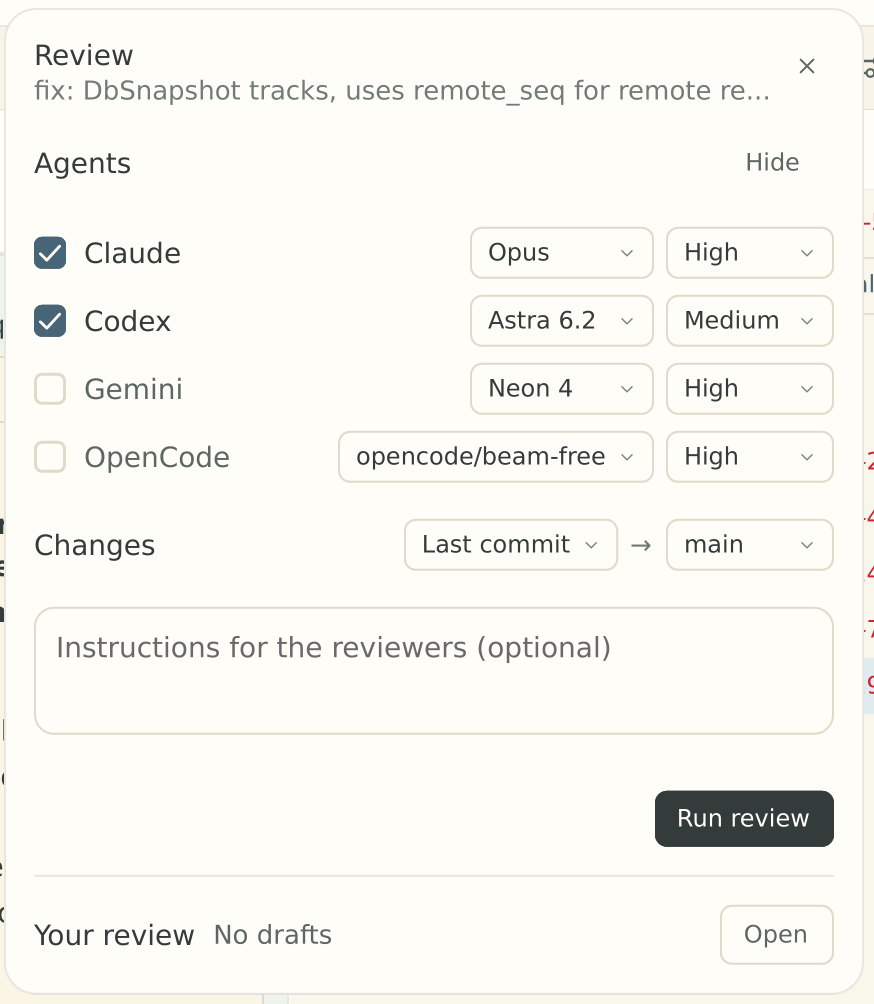 Review
fix: DbSnapshot tracks, uses remote_seq for remote re...
Agents Hide
Claude Opus High
Codex Astra 6.2 Medium
Gemini Neon 4 High
OpenCode opencode/beam-free High
Changes Last commit → main
Instructions for the reviewers (optional)
Run review
Your review No drafts Open